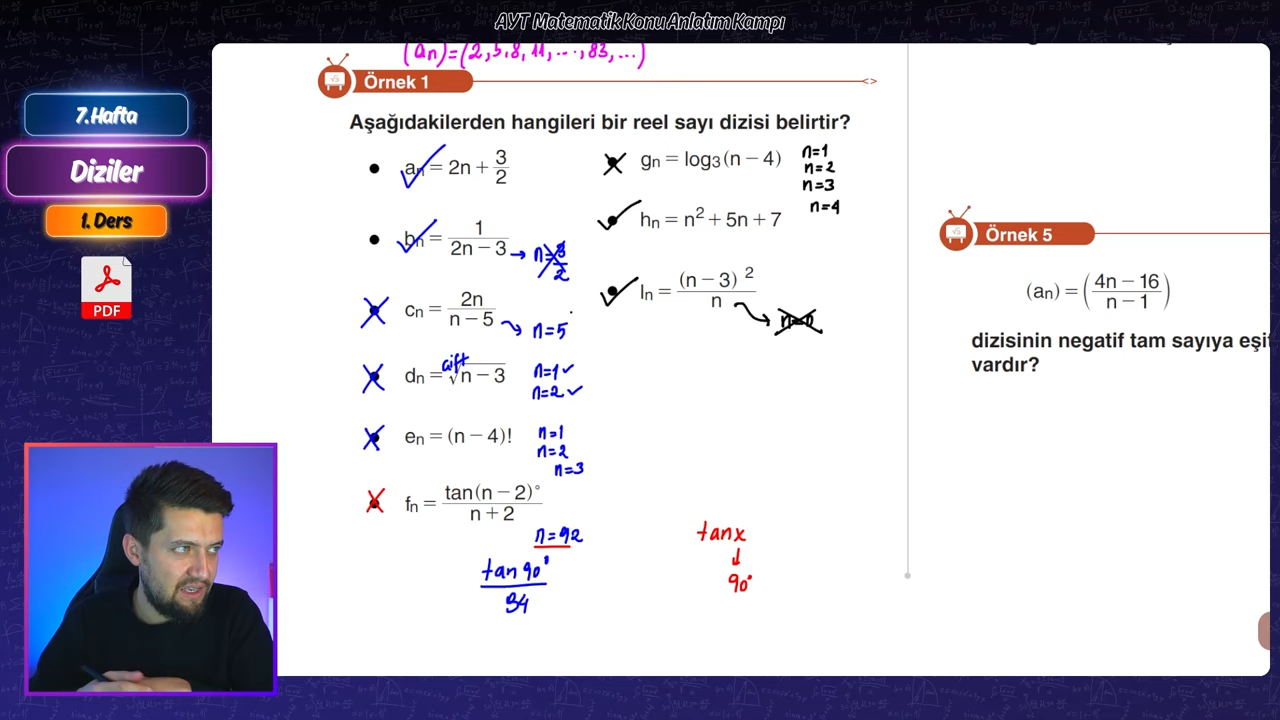 AYT Matematik Konu Anlatım Kampı
7. Hafta
Diziler
1. Ders
PDF
(an)=(2,5,8,11,...,83,...)
Örnek 1
<>
Aşağıdakilerden hangileri bir reel sayı dizisi belirtir?
• an = 2n + 3/2
• bn = 1/(2n − 3) → n=3/2
• cn = 2n/(n − 5) → n=5
• dn = çift√(n − 3) n=1 ✓
n=2 ✓
• en = (n − 4)! n=1
n=2
n=3
• fn = tan(n − 2)°/(n + 2)
n=92
tan90°/94
• gn = log3(n − 4) n=1
n=2
n=3
n=4
• hn = n² + 5n + 7
• ln = (n − 3)²/n → n=0
tanx
↓
90°
Örnek 5
(an) = ((4n − 16)/(n − 1))
dizisinin negatif tam sayıya eşit
vardır?